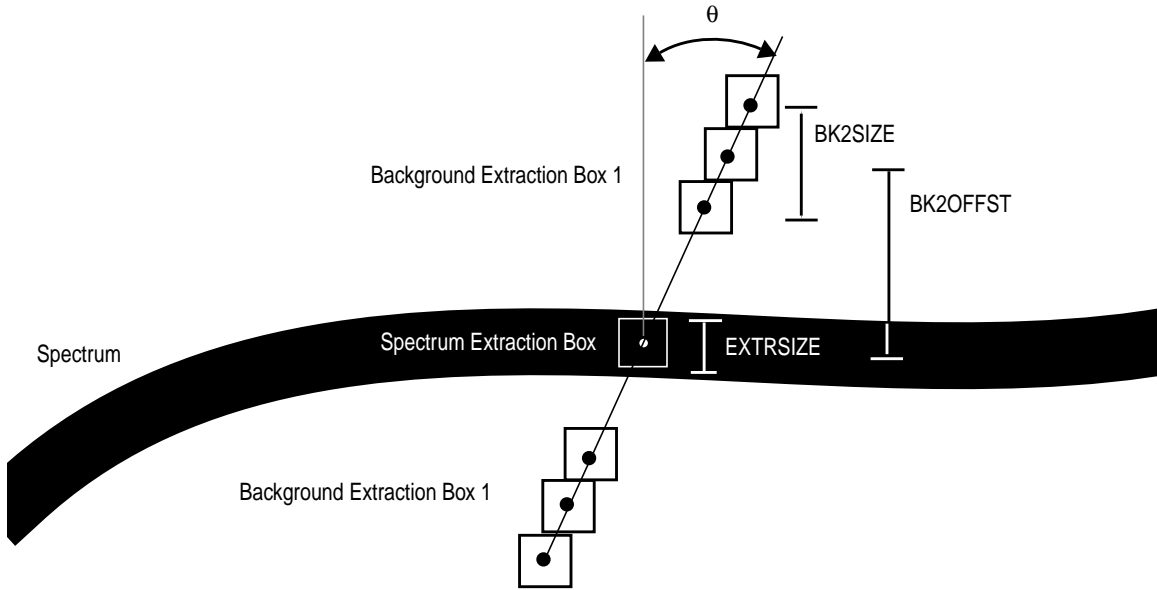 θ
BK2SIZE
Background Extraction Box 1
BK2OFFST
Spectrum Extraction Box
EXTRSIZE
Spectrum
Background Extraction Box 1